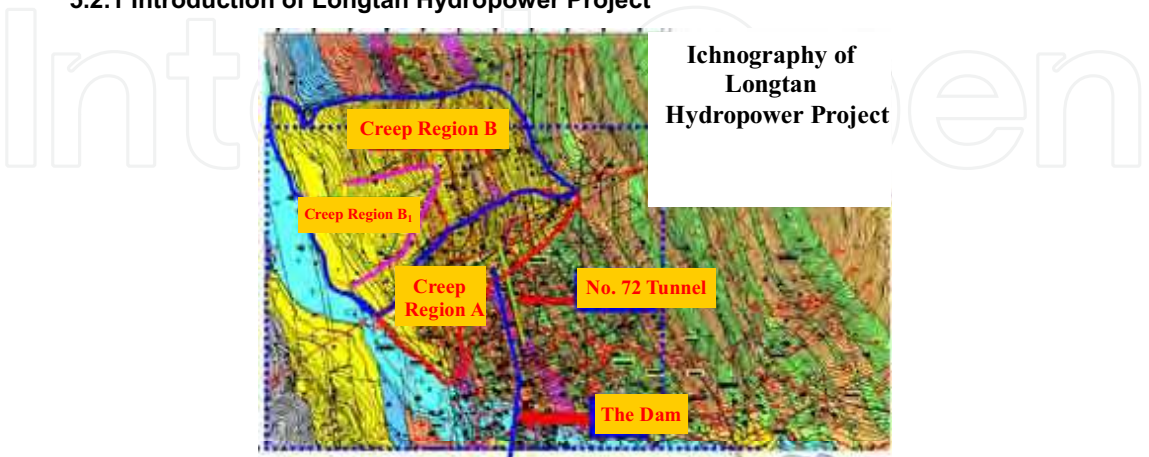 5.2.1 Introduction of Longtan Hydropower Project
Ichnography of
Longtan
Hydropower Project
Creep Region B
Creep Region B₁
Creep
Region A
No. 72 Tunnel
The Dam